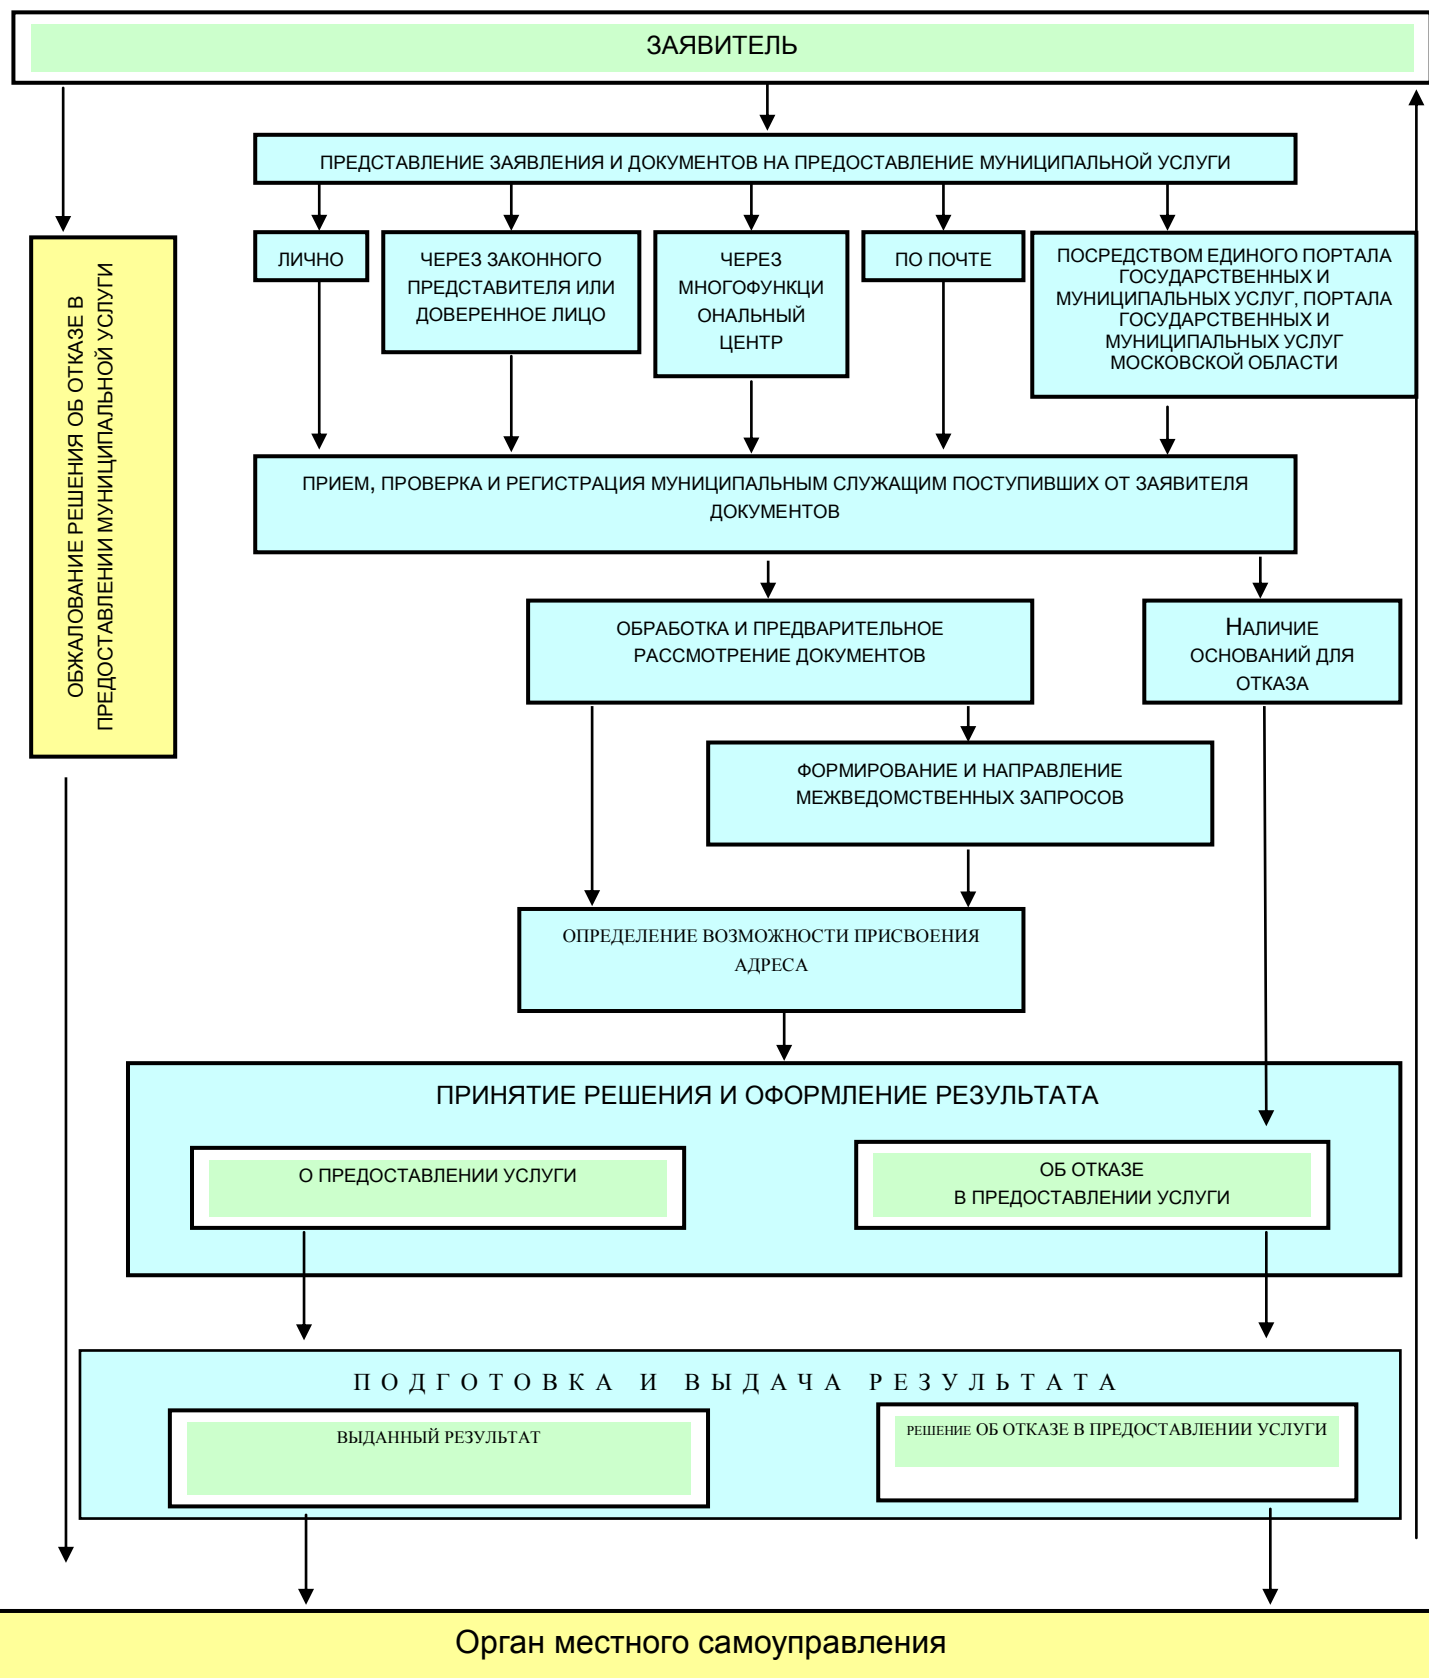 ЗАЯВИТЕЛЬ
ПРЕДСТАВЛЕНИЕ ЗАЯВЛЕНИЯ И ДОКУМЕНТОВ НА ПРЕДОСТАВЛЕНИЕ МУНИЦИПАЛЬНОЙ УСЛУГИ
ЛИЧНО
ЧЕРЕЗ ЗАКОННОГО
ПРЕДСТАВИТЕЛЯ ИЛИ
ДОВЕРЕННОЕ ЛИЦО
ЧЕРЕЗ
МНОГОФУНКЦИ
ОНАЛЬНЫЙ
ЦЕНТР
ПО ПОЧТЕ
ПОСРЕДСТВОМ ЕДИНОГО ПОРТАЛА
ГОСУДАРСТВЕННЫХ И
МУНИЦИПАЛЬНЫХ УСЛУГ, ПОРТАЛА
ГОСУДАРСТВЕННЫХ И
МУНИЦИПАЛЬНЫХ УСЛУГ
МОСКОВСКОЙ ОБЛАСТИ
ОБЖАЛОВАНИЕ РЕШЕНИЯ ОБ ОТКАЗЕ В
ПРЕДОСТАВЛЕНИИ МУНИЦИПАЛЬНОЙ УСЛУГИ
ПРИЕМ, ПРОВЕРКА И РЕГИСТРАЦИЯ МУНИЦИПАЛЬНЫМ СЛУЖАЩИМ ПОСТУПИВШИХ ОТ ЗАЯВИТЕЛЯ
ДОКУМЕНТОВ
ОБРАБОТКА И ПРЕДВАРИТЕЛЬНОЕ
РАССМОТРЕНИЕ ДОКУМЕНТОВ
НАЛИЧИЕ
ОСНОВАНИЙ ДЛЯ
ОТКАЗА
ФОРМИРОВАНИЕ И НАПРАВЛЕНИЕ
МЕЖВЕДОМСТВЕННЫХ ЗАПРОСОВ
ОПРЕДЕЛЕНИЕ ВОЗМОЖНОСТИ ПРИСВОЕНИЯ
АДРЕСА
ПРИНЯТИЕ РЕШЕНИЯ И ОФОРМЛЕНИЕ РЕЗУЛЬТАТА
О ПРЕДОСТАВЛЕНИИ УСЛУГИ
ОБ ОТКАЗЕ
В ПРЕДОСТАВЛЕНИИ УСЛУГИ
ПОДГОТОВКА И ВЫДАЧА РЕЗУЛЬТАТА
ВЫДАННЫЙ РЕЗУЛЬТАТ
РЕШЕНИЕ ОБ ОТКАЗЕ В ПРЕДОСТАВЛЕНИИ УСЛУГИ
Орган местного самоуправления